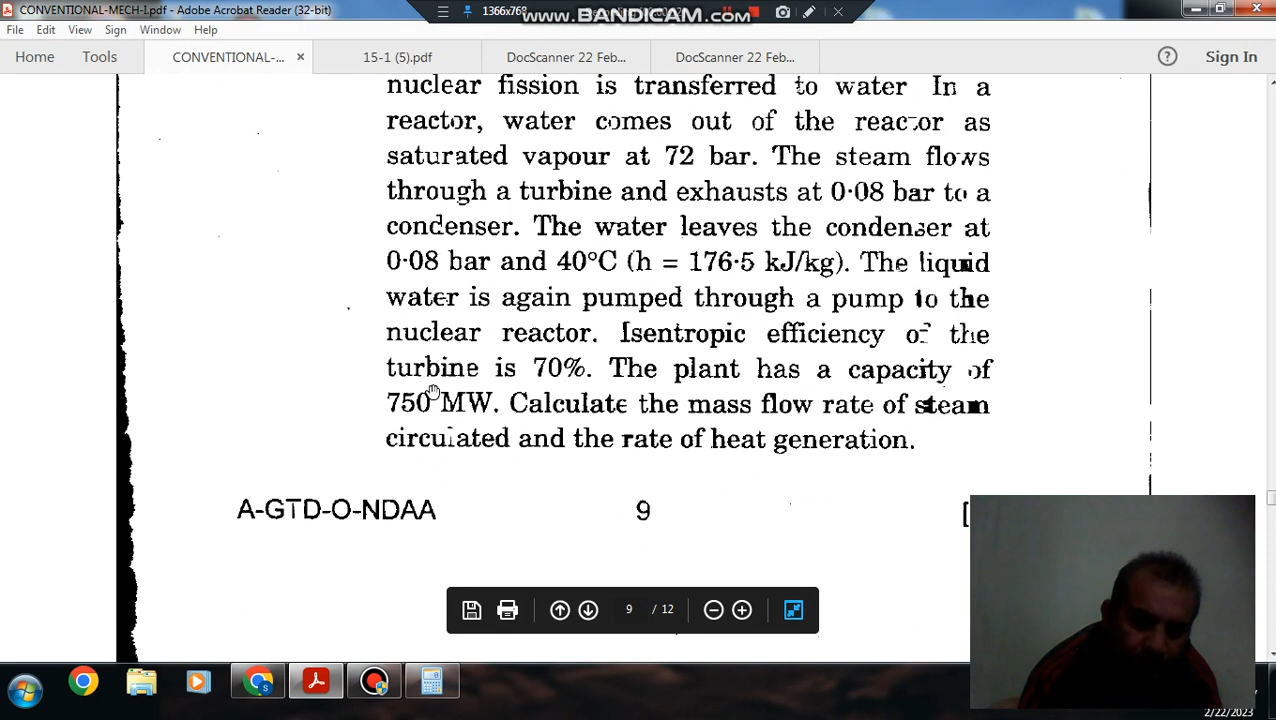 CONVENTIONAL-MECH-I.pdf - Adobe Acrobat Reader (32-bit)
1366x768
www.BANDICAM.com
File Edit View Sign Window Help
Home Tools CONVENTIONAL-... × 15-1 (5).pdf DocScanner 22 Feb... DocScanner 22 Feb... Sign In
nuclear fission is transferred to water In a
reactor, water comes out of the reactor as
saturated vapour at 72 bar. The steam flows
through a turbine and exhausts at 0·08 bar to a
condenser. The water leaves the condenser at
0·08 bar and 40°C (h = 176·5 kJ/kg). The liquid
water is again pumped through a pump to the
nuclear reactor. Isentropic efficiency of the
turbine is 70%. The plant has a capacity of
750 MW. Calculate the mass flow rate of steam
circulated and the rate of heat generation.
A-GTD-O-NDAA 9 [
9 / 12
2/22/2023